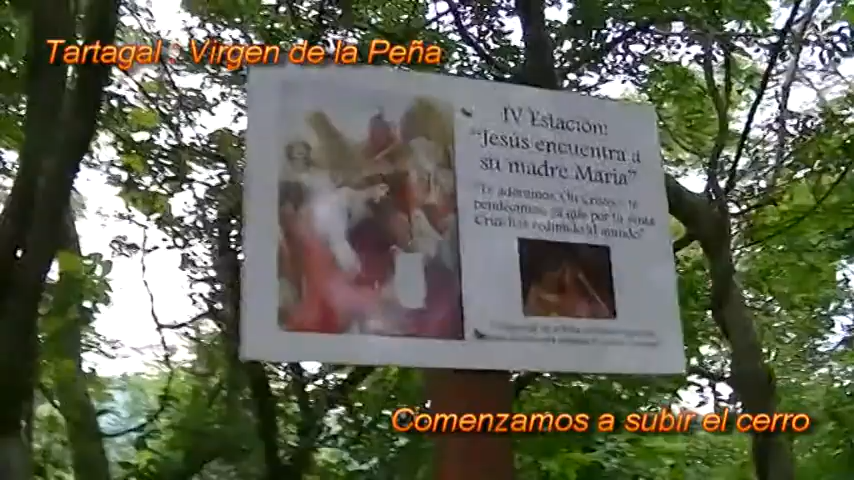 Tartagal : Virgen de la Peña
IV Estación:
"Jesús encuentra a
su madre María"
"Te adoramos Oh Cristo y te
bendecimos, ya que por tu Santa
Cruz has redimido al mundo"
Comenzamos a subir el cerro